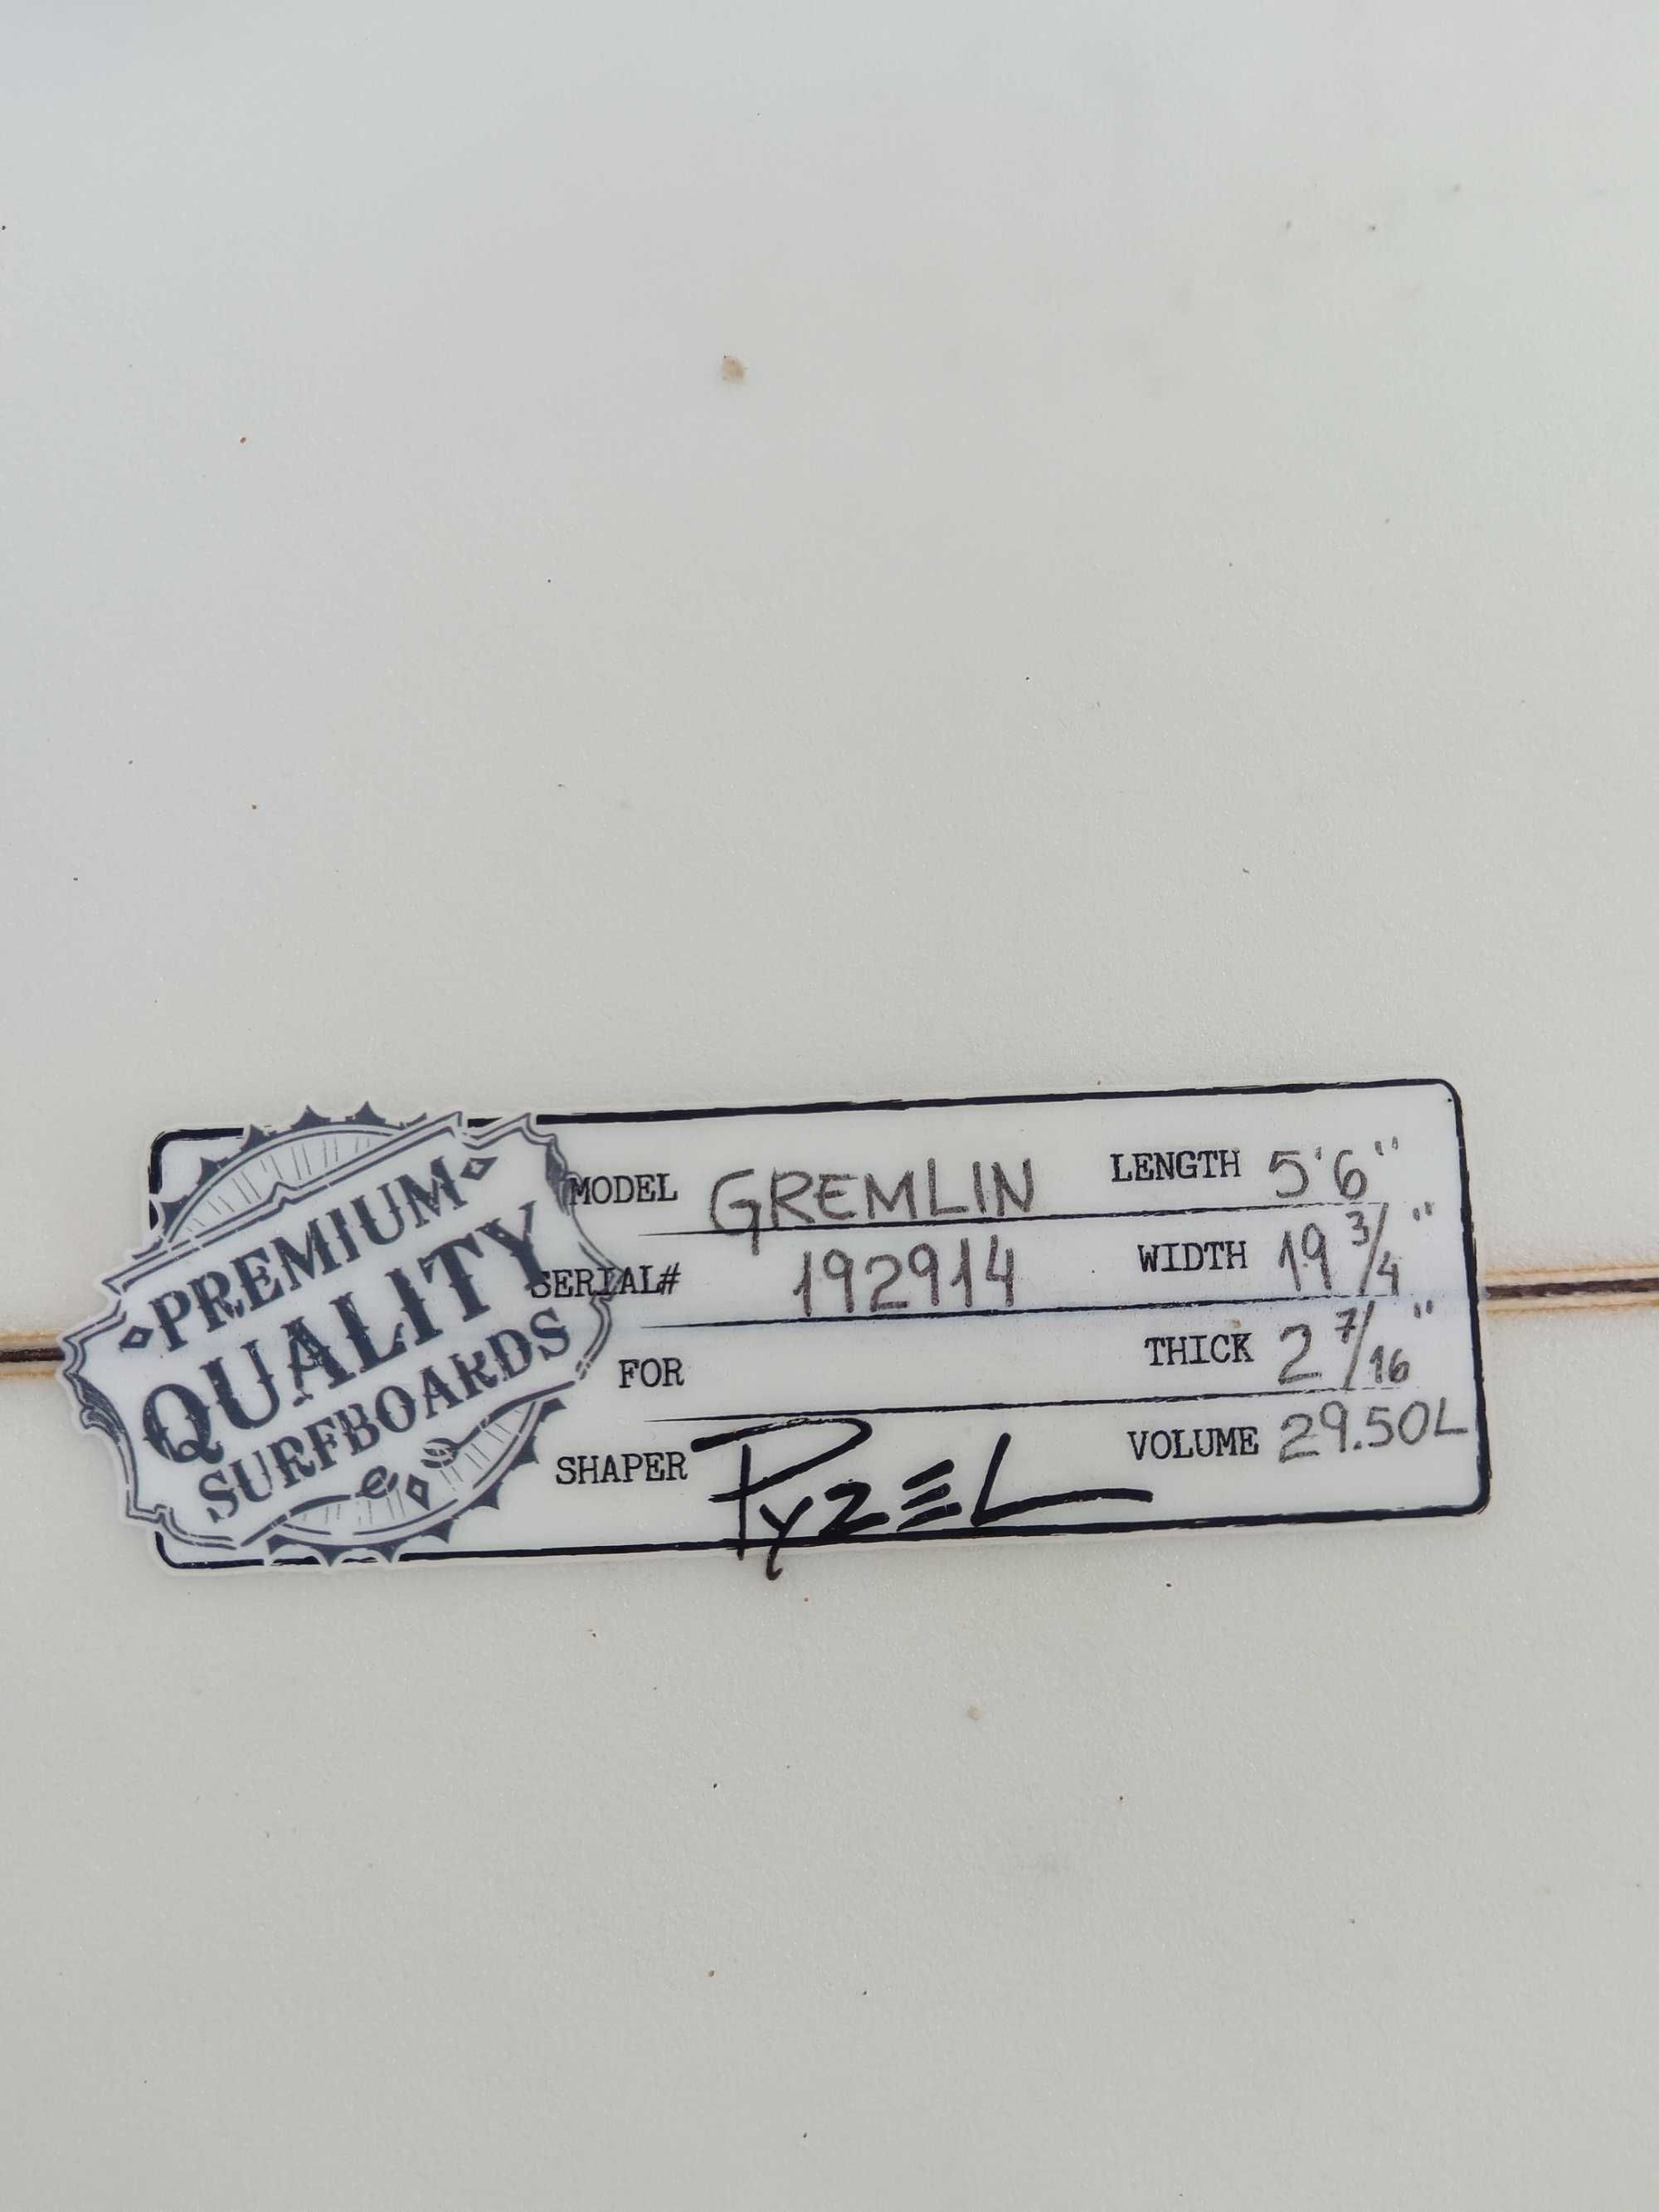 PREMIUM
QUALITY
SURFBOARDS
MODEL GREMLIN
SERIAL# 192914
FOR
SHAPER PYZEL
LENGTH 5'6"
WIDTH 19 3/4"
THICK 2 7/16"
VOLUME 29.50L